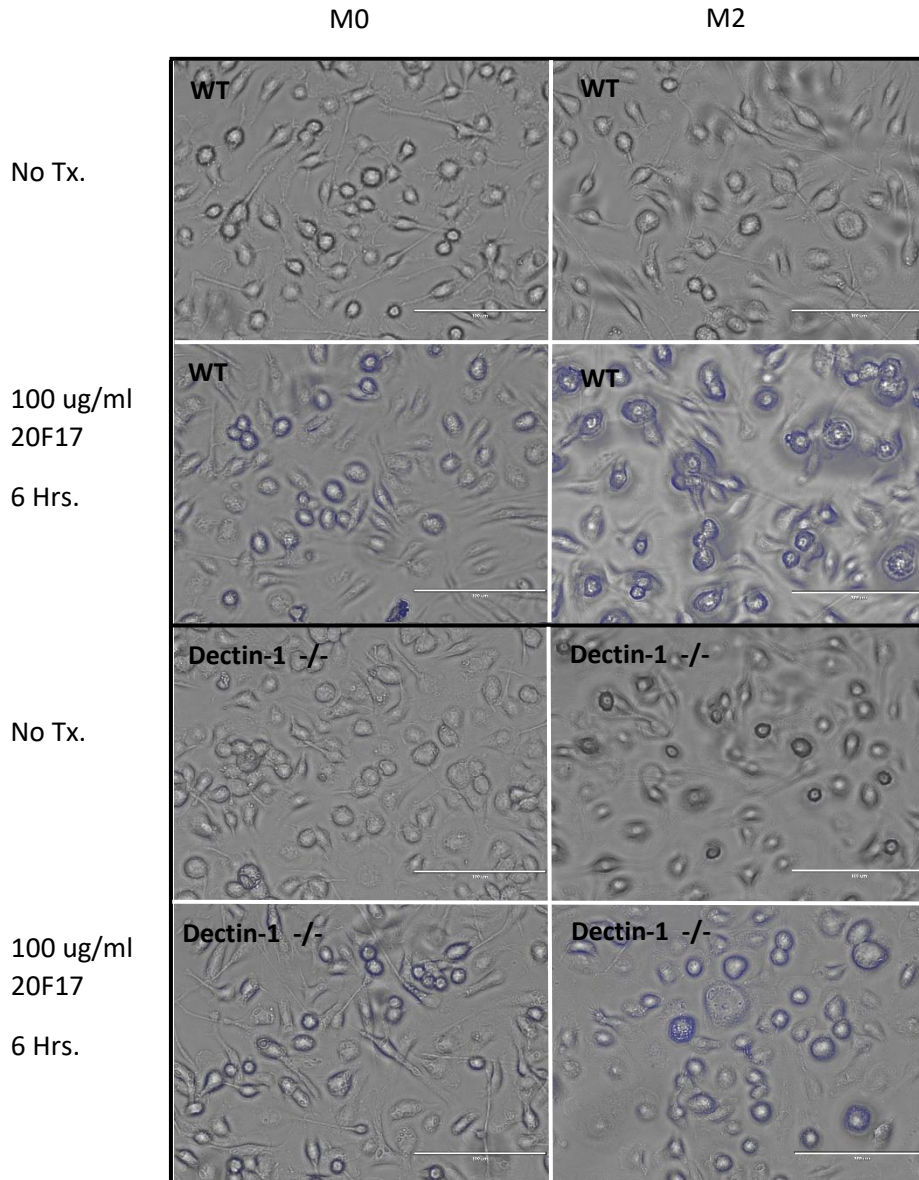 M0
M2
No Tx.
WT
WT
100 ug/ml
20F17
6 Hrs.
WT
WT
No Tx.
Dectin-1 -/-
Dectin-1 -/-
100 ug/ml
20F17
6 Hrs.
Dectin-1 -/-
Dectin-1 -/-